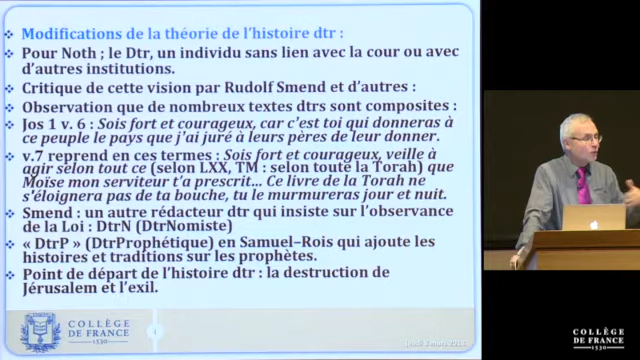 Modifications de la théorie de l'histoire dtr :
Pour Noth ; le Dtr, un individu sans lien avec la cour ou avec
d'autres institutions.
Critique de cette vision par Rudolf Smend et d'autres :
Observation que de nombreux textes dtrs sont composites :
Jos 1 v. 6 : Sois fort et courageux, car c'est toi qui donneras à
ce peuple le pays que j'ai juré à leurs pères de leur donner.
v.7 reprend en ces termes : Sois fort et courageux, veille à
agir selon tout ce (selon LXX, TM : selon toute la Torah) que
Moïse mon serviteur t'a prescrit... Ce livre de la Torah ne
s'éloignera pas de ta bouche, tu le murmureras jour et nuit.
Smend : un autre rédacteur dtr qui insiste sur l'observance
de la Loi : DtrN (DtrNomiste)
« DtrP » (DtrProphétique) en Samuel–Rois qui ajoute les
histoires et traditions sur les prophètes.
Point de départ de l'histoire dtr : la destruction de
Jérusalem et l'exil.
COLLÈGE
DE FRANCE
1530
COLLÈGE
DE FRANCE
1530